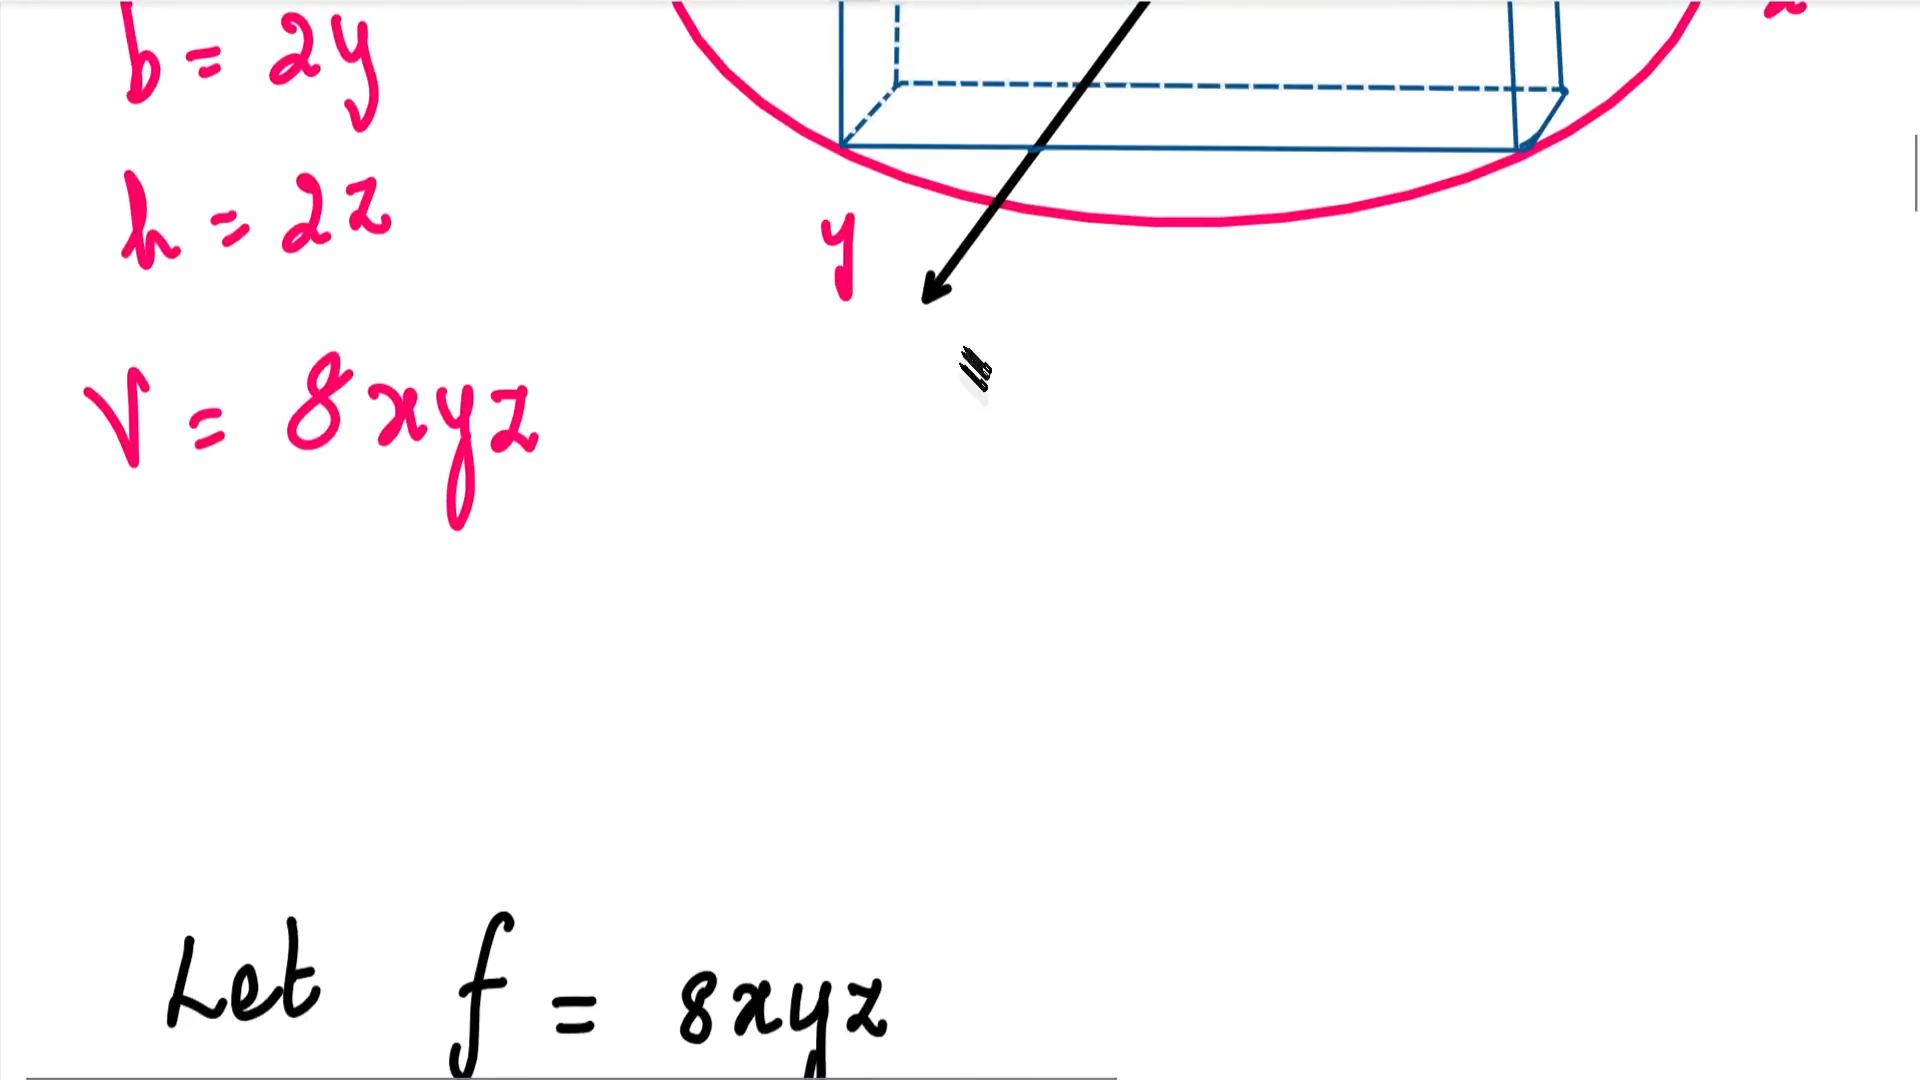 b = 2y
h = 2z
y
V = 8xyz
Let f = 8xyz